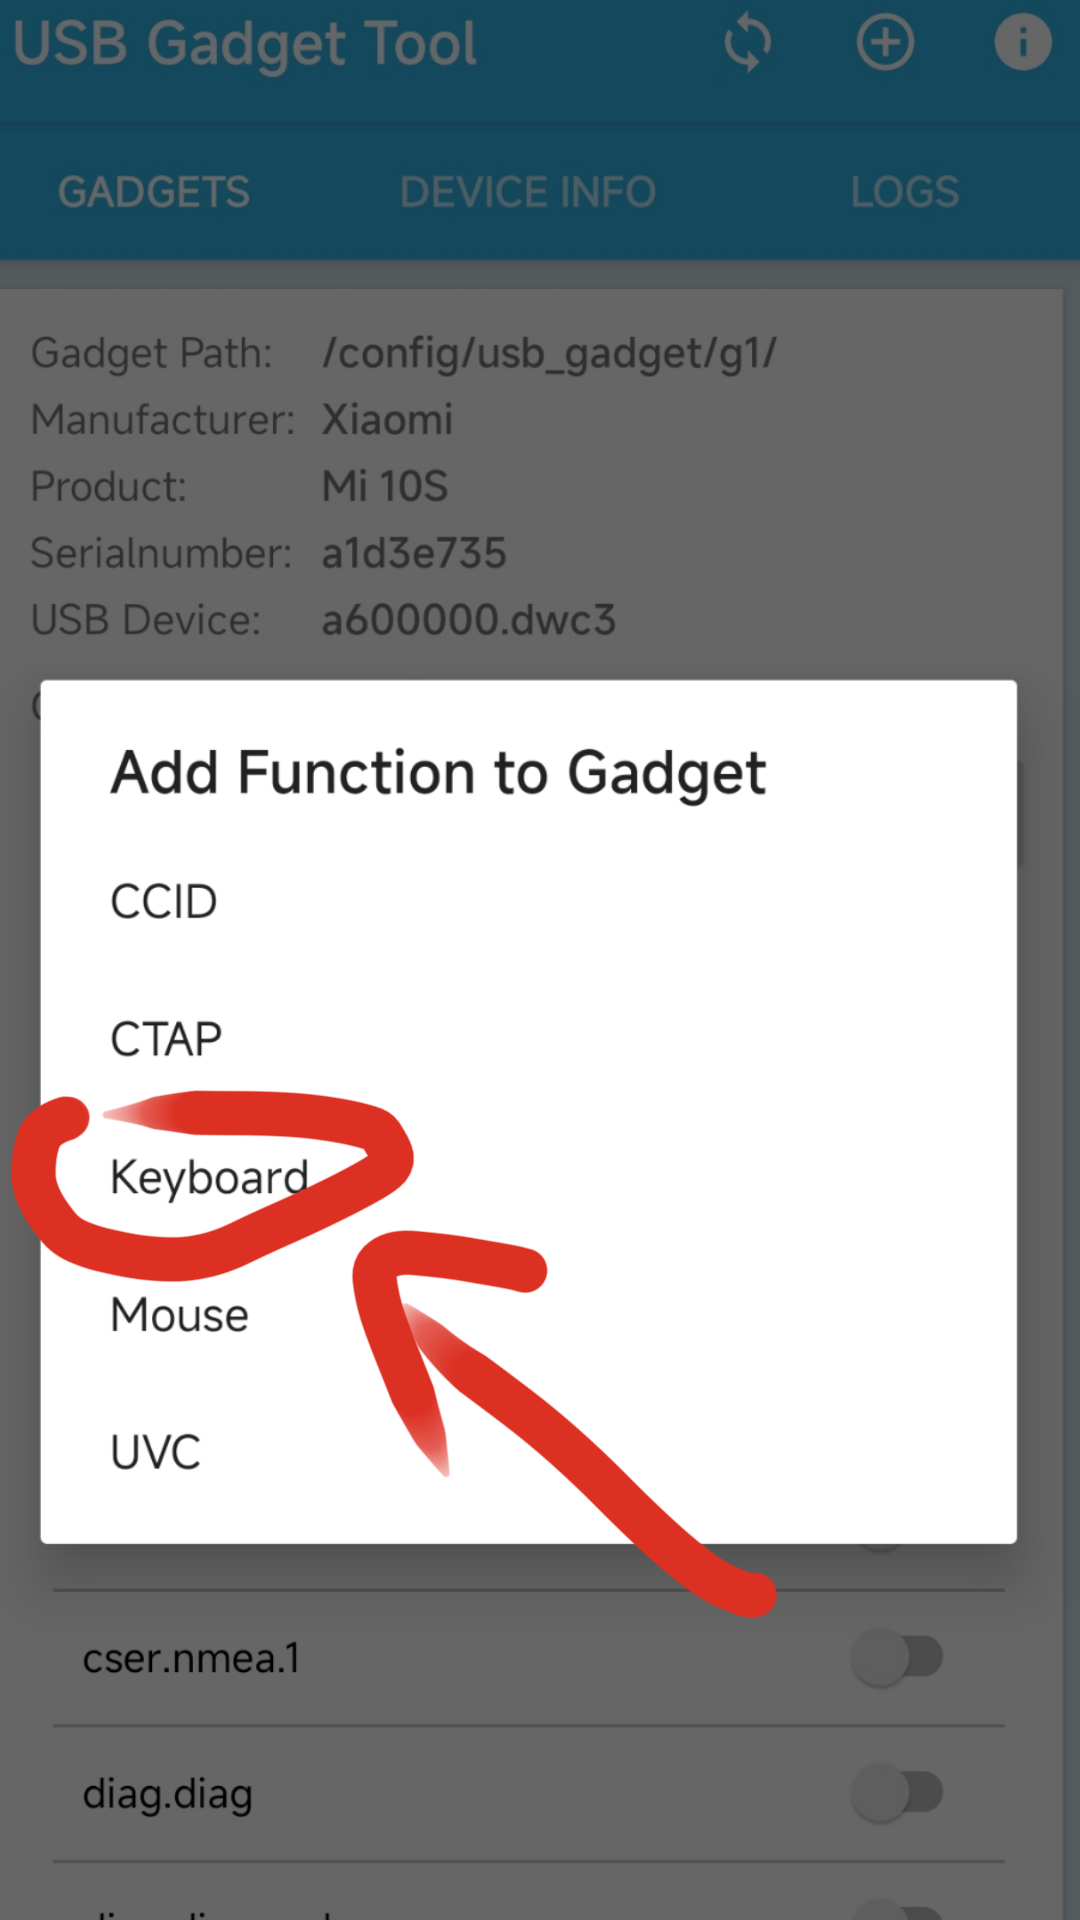 USB Gadget Tool
GADGETS DEVICE INFO LOGS
Gadget Path: /config/usb_gadget/g1/
Manufacturer: Xiaomi
Product: Mi 10S
Serialnumber: a1d3e735
USB Device: a600000.dwc3
Add Function to Gadget
CCID
CTAP
Keyboard
Mouse
UVC
cser.nmea.1
diag.diag